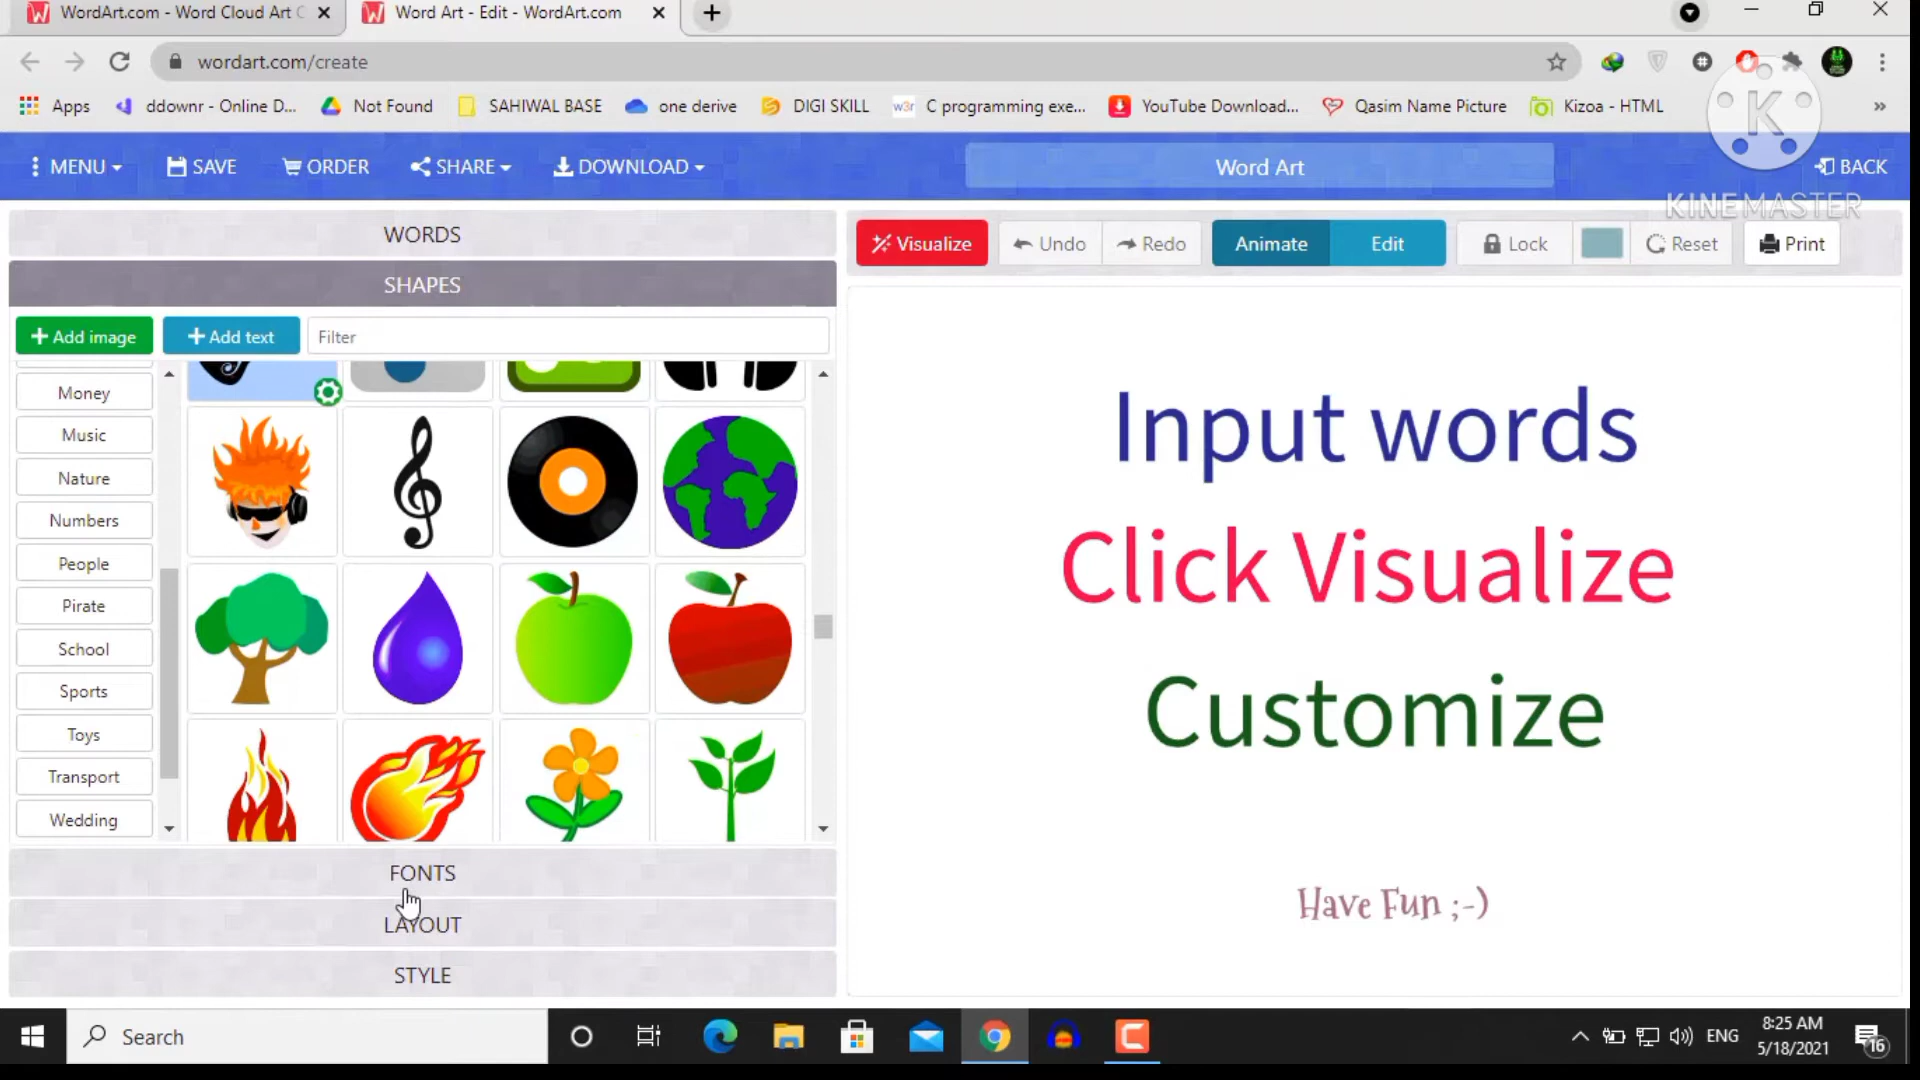 WordArt.com - Word Cloud Art C
Word Art - Edit - WordArt.com
wordart.com/create
Apps
ddownr - Online D...
Not Found
SAHIWAL BASE
one derive
DIGI SKILL
w3r
C programming exe...
YouTube Download...
Qasim Name Picture
Kizoa - HTML
»
K
KINEMASTER
MENU
SAVE
ORDER
SHARE
DOWNLOAD
Word Art
BACK
WORDS
SHAPES
Visualize
Undo
Redo
Animate
Edit
Lock
Reset
Print
+ Add image
+ Add text
Filter
Money
Music
Nature
Numbers
People
Pirate
School
Sports
Toys
Transport
Wedding
Input words
Click Visualize
Customize
Have Fun ;-)
FONTS
LAYOUT
STYLE
Search
ENG
8:25 AM
5/18/2021
16